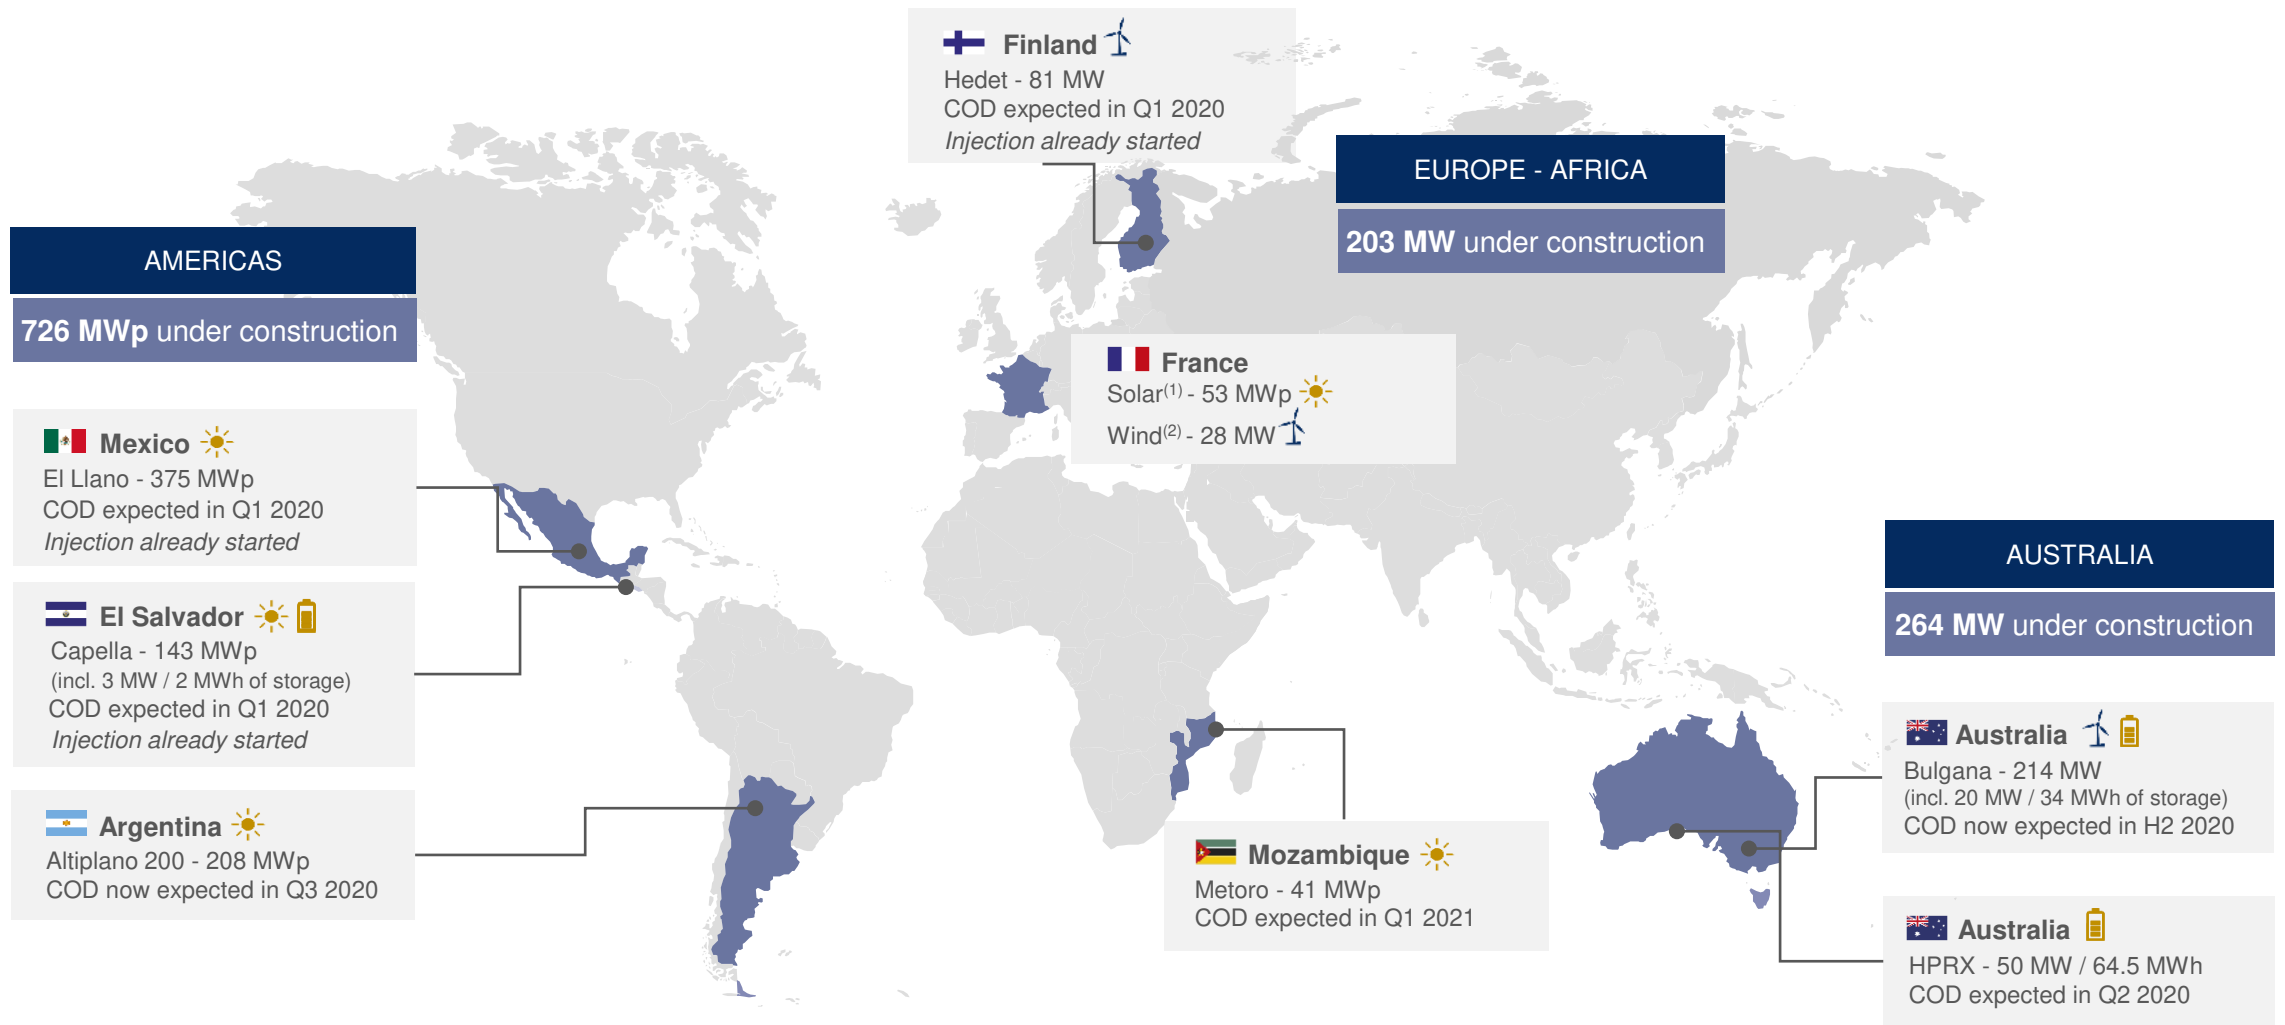 AMERICAS
726 MWp under construction
Mexico
El Llano - 375 MWp
COD expected in Q1 2020
Injection already started
El Salvador
Capella - 143 MWp
(incl. 3 MW / 2 MWh of storage)
COD expected in Q1 2020
Injection already started
Argentina
Altiplano 200 - 208 MWp
COD now expected in Q3 2020
Finland
Hedet - 81 MW
COD expected in Q1 2020
Injection already started
EUROPE - AFRICA
203 MW under construction
France
Solar(1) - 53 MWp
Wind(2) - 28 MW
Mozambique
Metoro - 41 MWp
COD expected in Q1 2021
AUSTRALIA
264 MW under construction
Australia
Bulgana - 214 MW
(incl. 20 MW / 34 MWh of storage)
COD now expected in H2 2020
Australia
HPRX - 50 MW / 64.5 MWh
COD expected in Q2 2020